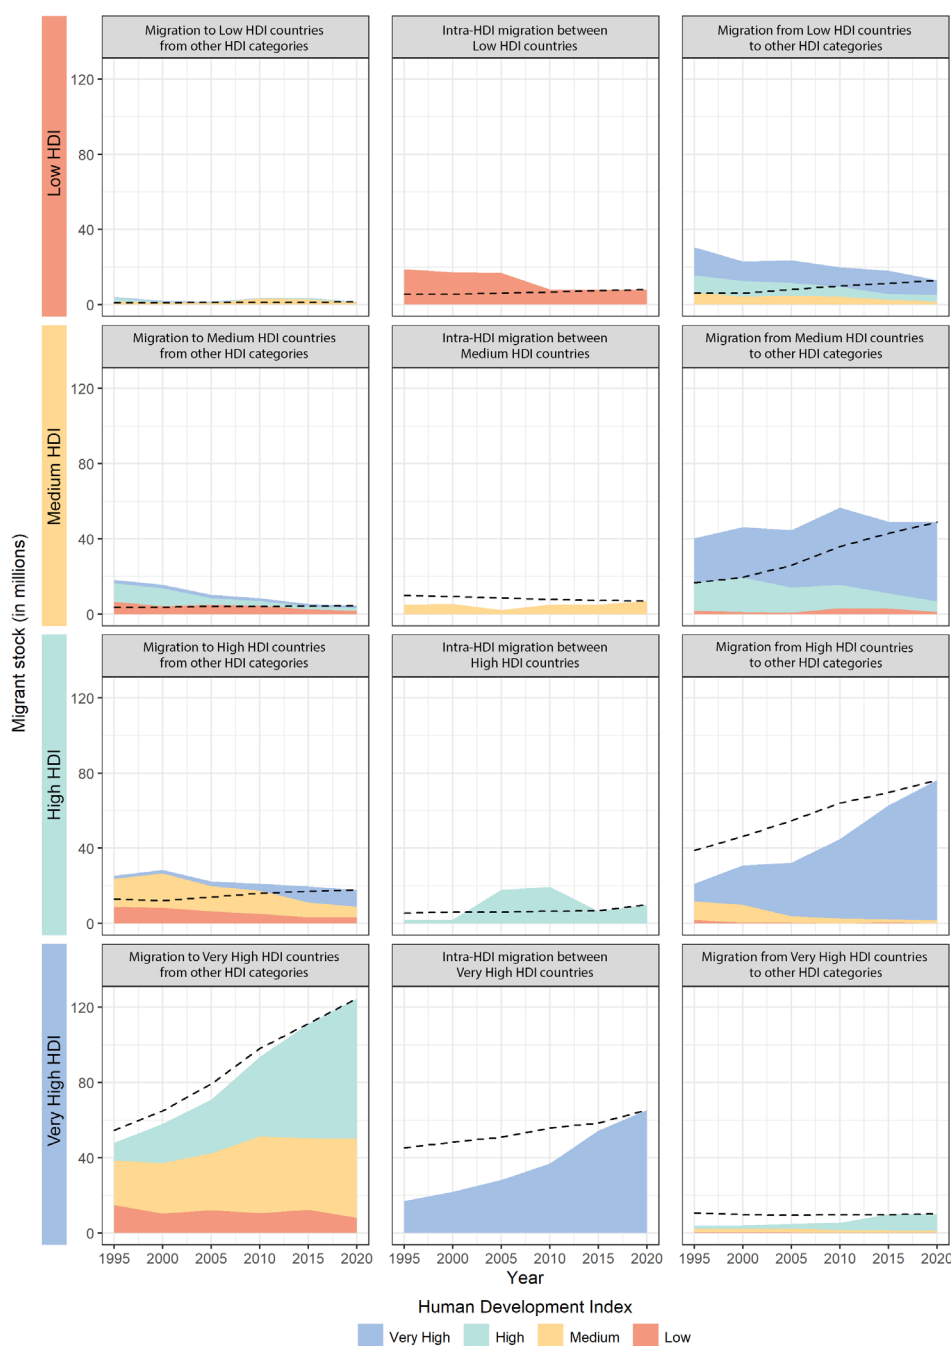 Migration to Low HDI countries
from other HDI categories
Intra-HDI migration between
Low HDI countries
Migration from Low HDI countries
to other HDI categories
Low HDI
120
80
40
0
Migration to Medium HDI countries
from other HDI categories
Intra-HDI migration between
Medium HDI countries
Migration from Medium HDI countries
to other HDI categories
Medium HDI
120
80
40
0
Migrant stock (in millions)
Migration to High HDI countries
from other HDI categories
Intra-HDI migration between
High HDI countries
Migration from High HDI countries
to other HDI categories
High HDI
120
80
40
0
Migration to Very High HDI countries
from other HDI categories
Intra-HDI migration between
Very High HDI countries
Migration from Very High HDI countries
to other HDI categories
Very High HDI
120
80
40
0
1995 2000 2005 2010 2015 2020
1995 2000 2005 2010 2015 2020
1995 2000 2005 2010 2015 2020
Year
Human Development Index
Very High High Medium Low